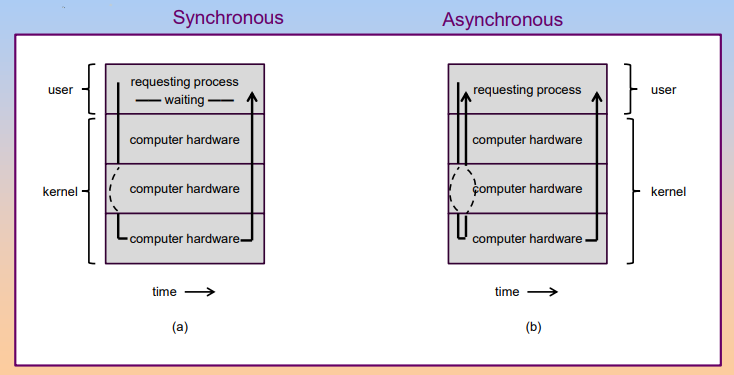 Synchronous
Asynchronous
user
requesting process
waiting
computer hardware
kernel
computer hardware
computer hardware
time
(a)
requesting process
user
computer hardware
computer hardware
kernel
computer hardware
time
(b)